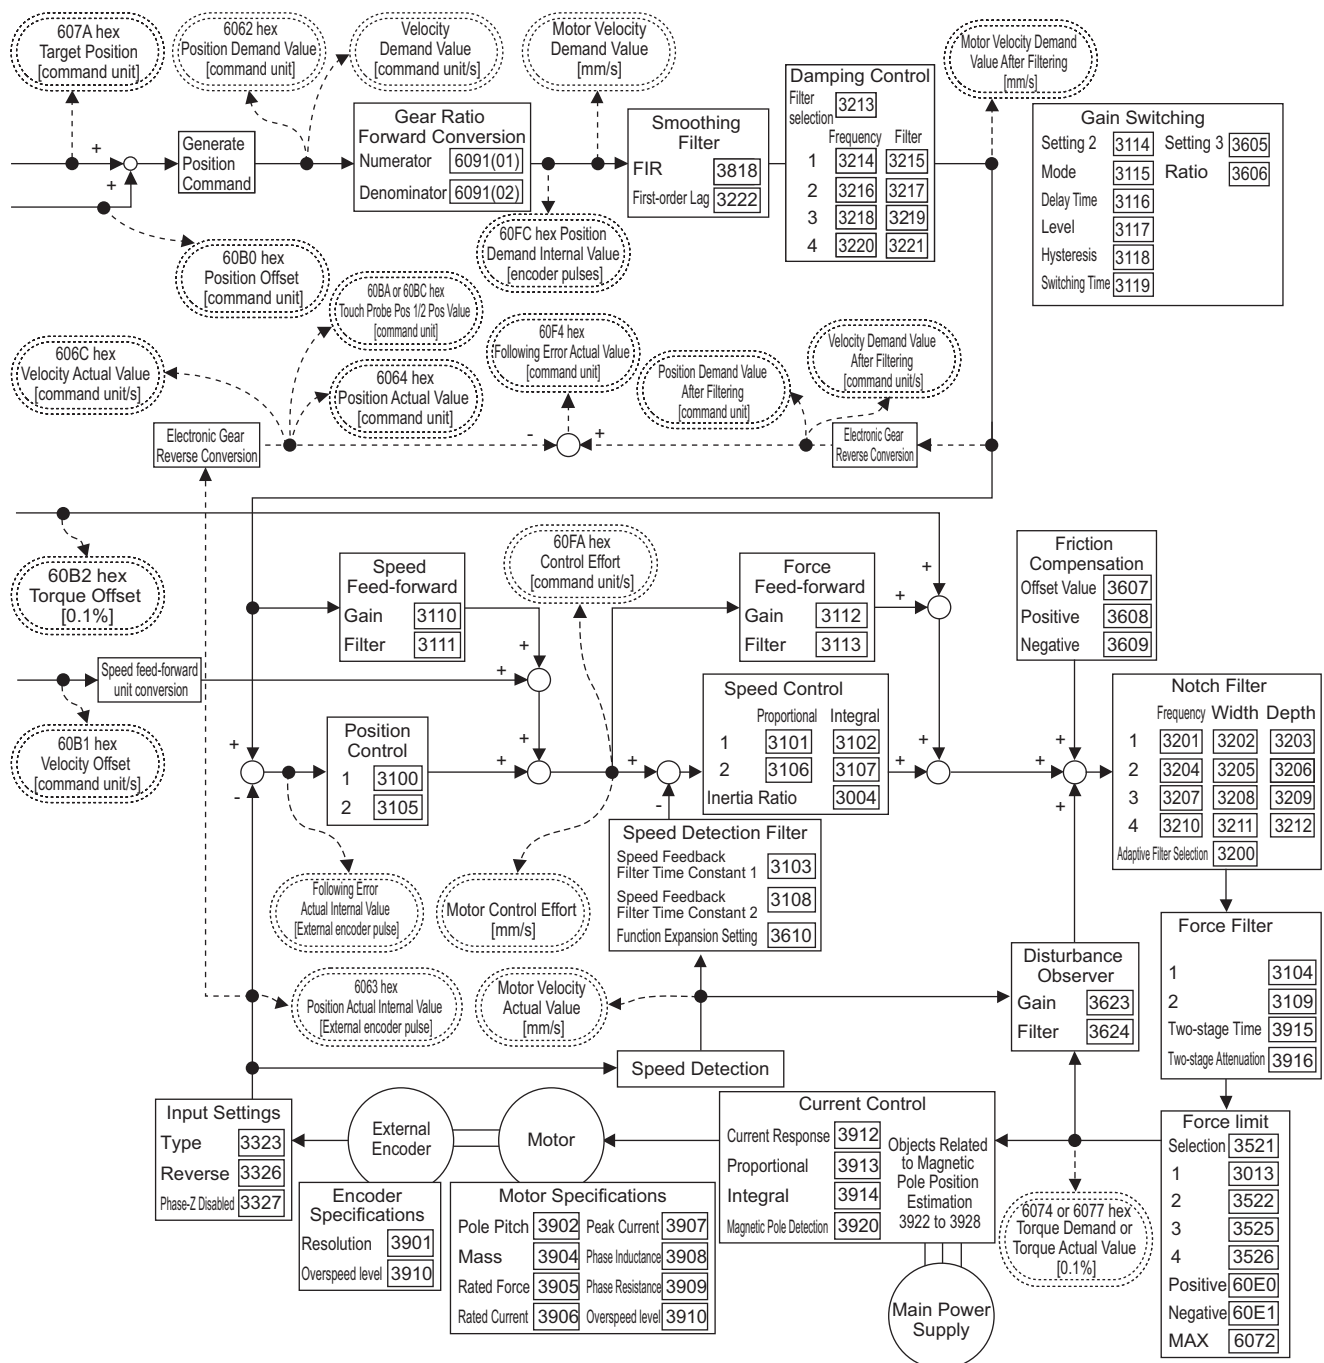 607A hex
Target Position
[command unit]
6062 hex
Position Demand Value
[command unit]
Velocity
Demand Value
[command unit/s]
Motor Velocity
Demand Value
[mm/s]
Motor Velocity Demand
Value After Filtering
[mm/s]
+
+
Generate
Position
Command
Gear Ratio
Forward Conversion
Numerator 6091(01)
Denominator 6091(02)
Smoothing
Filter
FIR 3818
First-order Lag 3222
Damping Control
Filter
selection 3213
Frequency Filter
1 3214 3215
2 3216 3217
3 3218 3219
4 3220 3221
Gain Switching
Setting 2 3114 Setting 3 3605
Mode 3115 Ratio 3606
Delay Time 3116
Level 3117
Hysteresis 3118
Switching Time 3119
60B0 hex
Position Offset
[command unit]
60FC hex Position
Demand Internal Value
[encoder pulses]
60BA or 60BC hex
Touch Probe Pos 1/2 Pos Value
[command unit]
606C hex
Velocity Actual Value
[command unit/s]
6064 hex
Position Actual Value
[command unit]
60F4 hex
Following Error Actual Value
[command unit]
Position Demand Value
After Filtering
[command unit]
Velocity Demand Value
After Filtering
[command unit/s]
Electronic Gear
Reverse Conversion
-
+
Electronic Gear
Reverse Conversion
60B2 hex
Torque Offset
[0.1%]
Speed
Feed-forward
Gain 3110
Filter 3111
60FA hex
Control Effort
[command unit/s]
Force
Feed-forward
Gain 3112
Filter 3113
+
+
Friction
Compensation
Offset Value 3607
Positive 3608
Negative 3609
Speed feed-forward
unit conversion
+
+
60B1 hex
Velocity Offset
[command unit/s]
+
-
Position
Control
1 3100
2 3105
+
+
+
-
Speed Control
Proportional Integral
1 3101 3102
2 3106 3107
Inertia Ratio 3004
+
+
+
+
+
Notch Filter
Frequency Width Depth
1 3201 3202 3203
2 3204 3205 3206
3 3207 3208 3209
4 3210 3211 3212
Adaptive Filter Selection 3200
Following Error
Actual Internal Value
[External encoder pulse]
Motor Control Effort
[mm/s]
Speed Detection Filter
Speed Feedback
Filter Time Constant 1 3103
Speed Feedback
Filter Time Constant 2 3108
Function Expansion Setting 3610
Force Filter
1 3104
2 3109
Two-stage Time 3915
Two-stage Attenuation 3916
6063 hex
Position Actual Internal Value
[External encoder pulse]
Motor Velocity
Actual Value
[mm/s]
Disturbance
Observer
Gain 3623
Filter 3624
Speed Detection
Input Settings
Type 3323
Reverse 3326
Phase-Z Disabled 3327
External
Encoder
Motor
Encoder
Specifications
Resolution 3901
Overspeed level 3910
Motor Specifications
Pole Pitch 3902 Peak Current 3907
Mass 3904 Phase Inductance 3908
Rated Force 3905 Phase Resistance 3909
Rated Current 3906 Overspeed level 3910
Current Control
Current Response 3912
Proportional 3913
Integral 3914
Magnetic Pole Detection 3920
Objects Related
to Magnetic
Pole Position
Estimation
3922 to 3928
Main Power
Supply
6074 or 6077 hex
Torque Demand or
Torque Actual Value
[0.1%]
Force limit
Selection 3521
1 3013
2 3522
3 3525
4 3526
Positive 60E0
Negative 60E1
MAX 6072